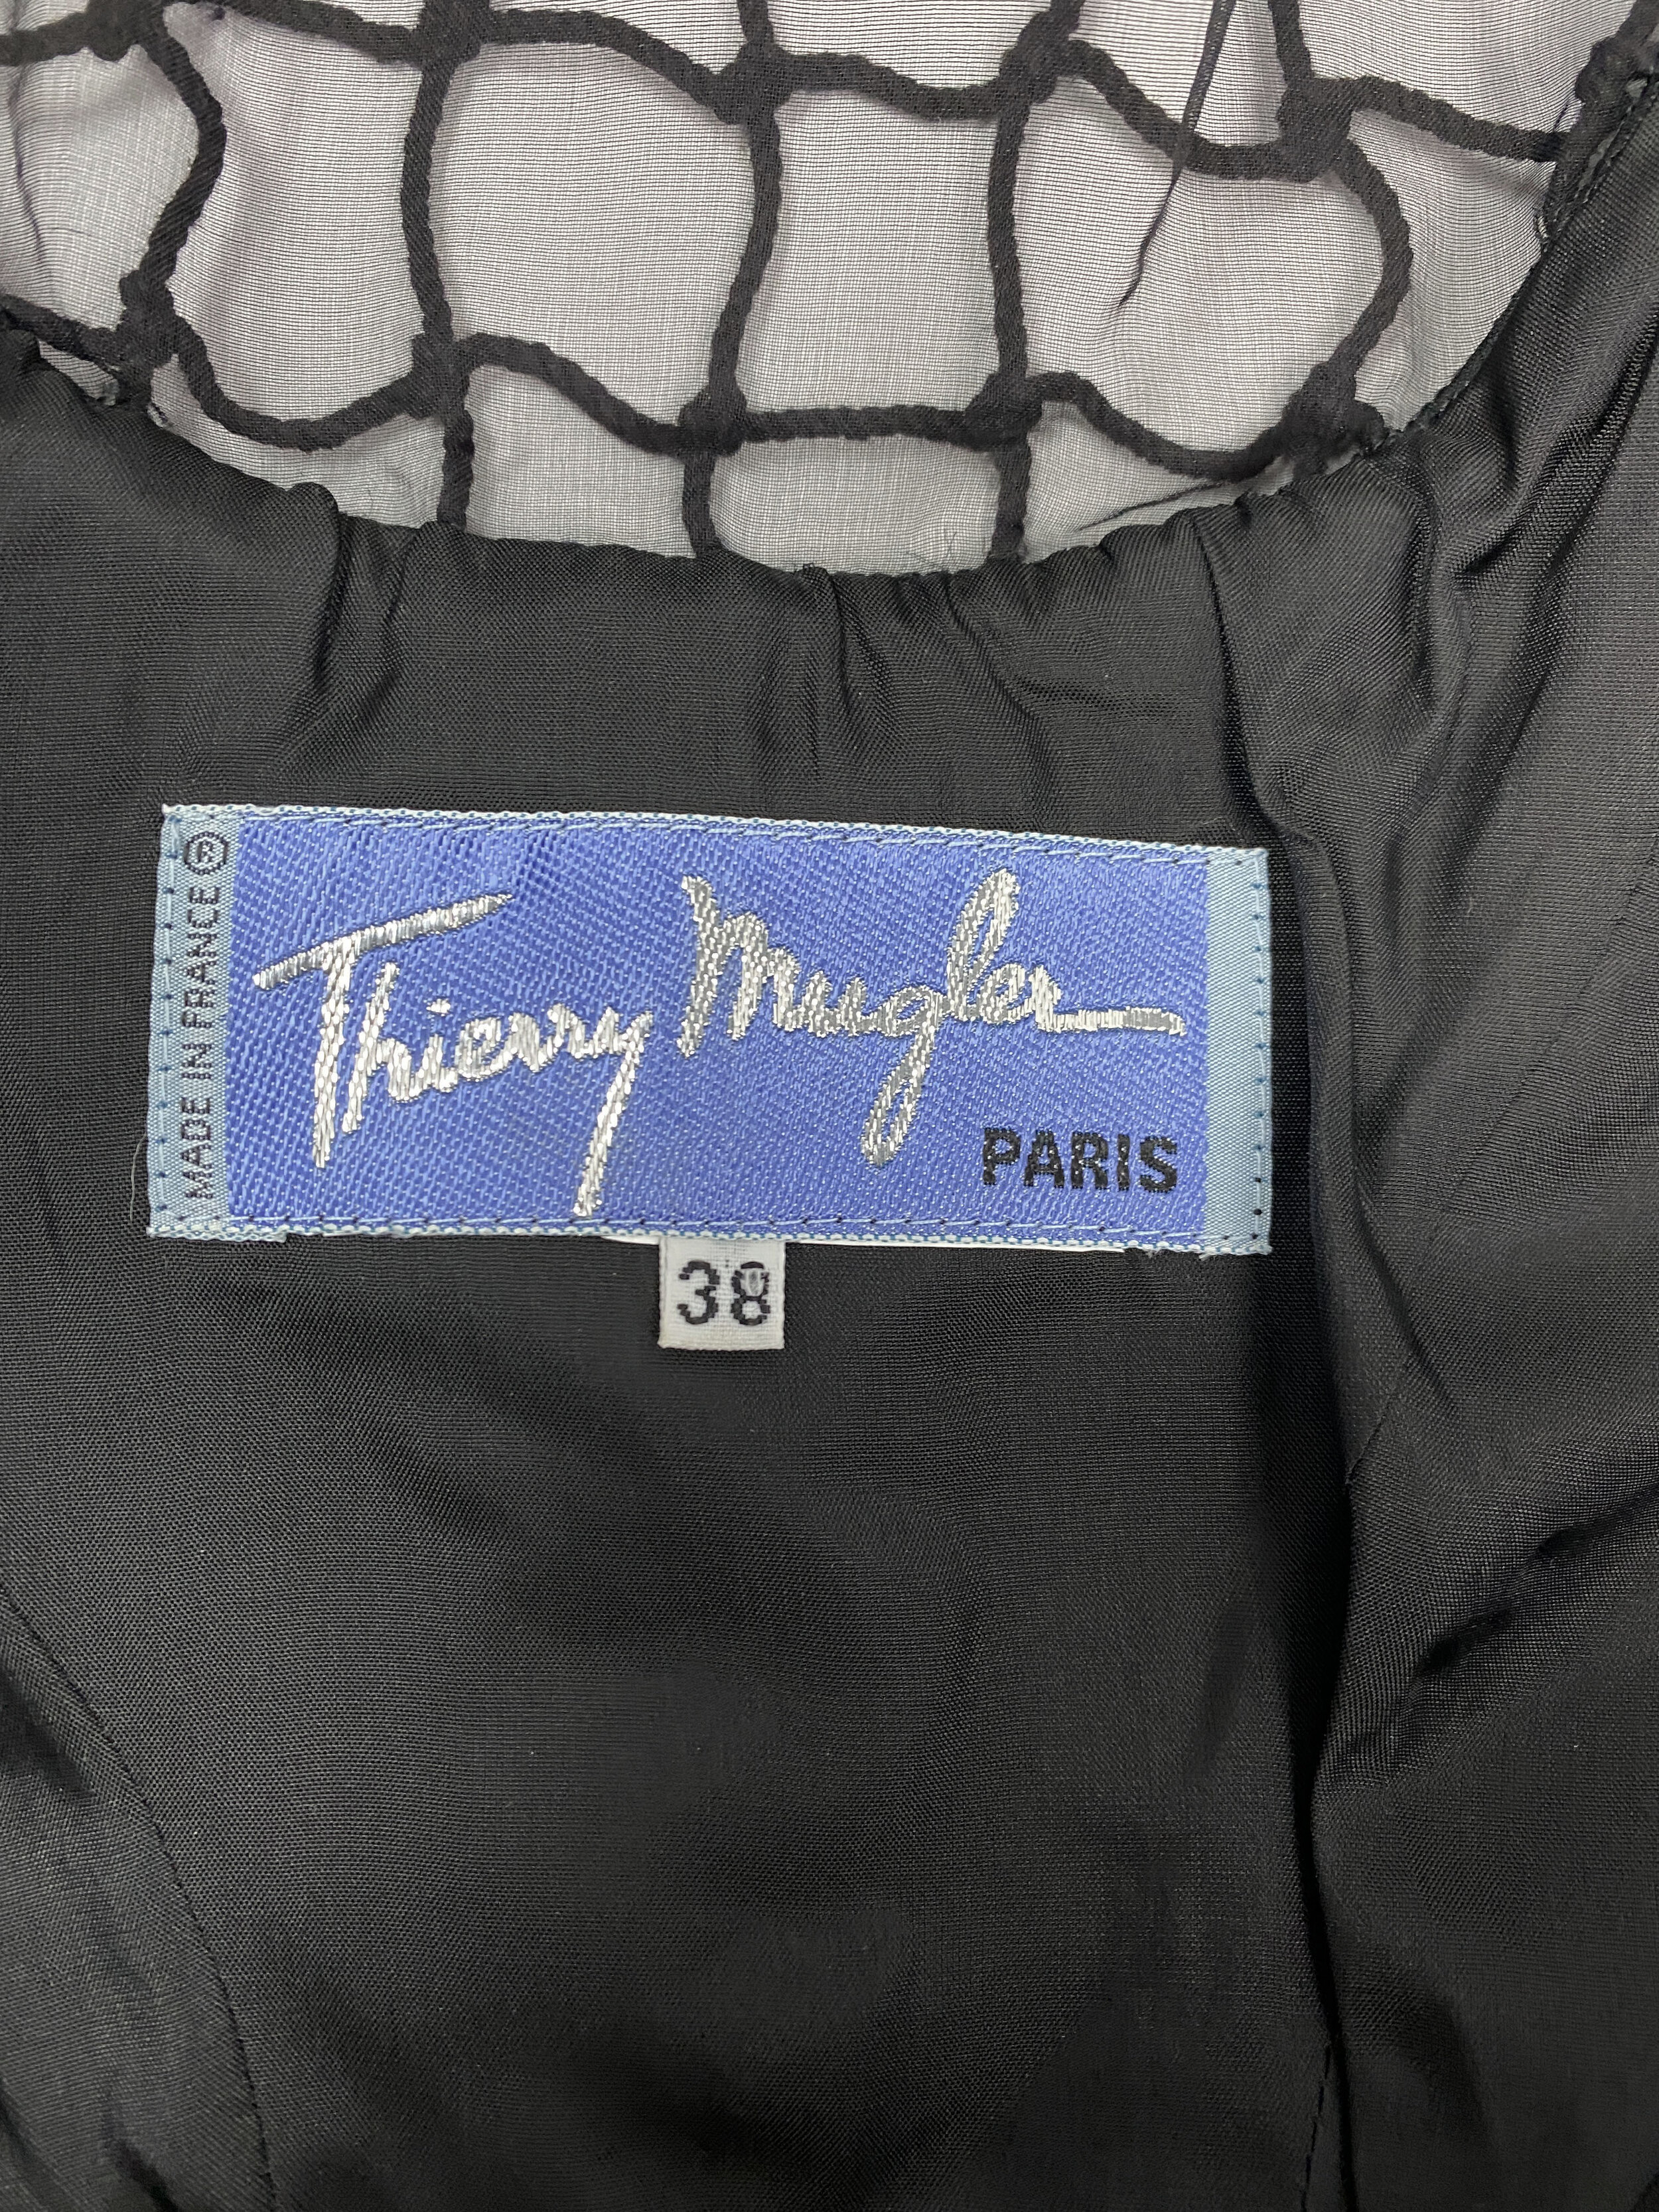 MADE IN FRANCE ®
Thierry Mugler
PARIS
38